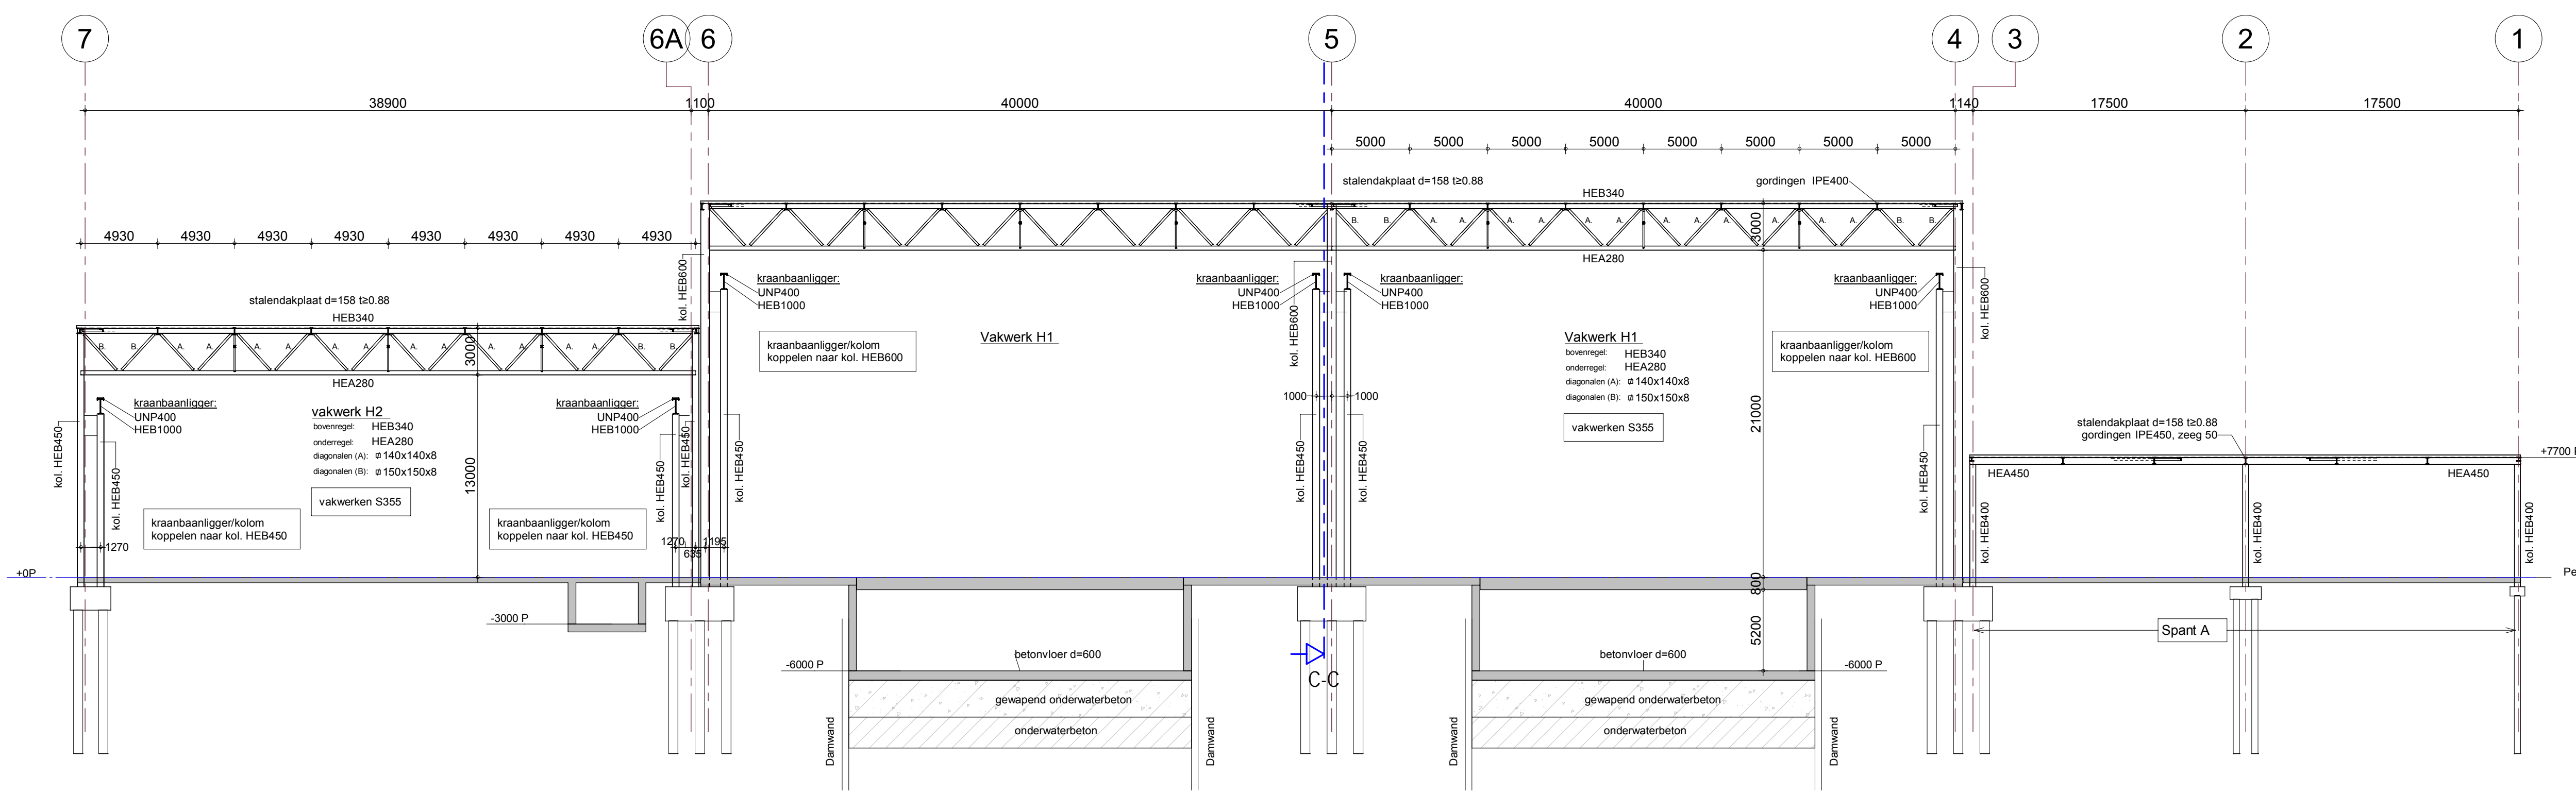 7
6A
6
5
4
3
2
1
38900
1100
40000
40000
1140
17500
17500
5000
5000
5000
5000
5000
5000
5000
5000
stalendakplaat d=158 t≥0.88
HEB340
gordingen IPE400
4930
4930
4930
4930
4930
4930
4930
4930
B.
B.
A.
A.
A.
A.
A.
A.
A.
A.
A.
A.
A.
A.
B.
B.
3000
HEA280
HEA280
kol. HEB600
kraanbaanligger:
UNP400
HEB1000
kraanbaanligger:
UNP400
HEB1000
kol. HEB600
kraanbaanligger:
UNP400
HEB1000
kraanbaanligger:
UNP400
HEB1000
kol. HEB600
stalendakplaat d=158 t≥0.88
HEB340
B.
B.
A.
A.
A.
A.
A.
A.
A.
A.
A.
A.
A.
A.
B.
B.
3000
HEA280
kraanbaanligger/kolom
koppelen naar kol. HEB600
Vakwerk H1
Vakwerk H1
bovenregel: HEB340
onderregel: HEA280
diagonalen (A): 140x140x8
diagonalen (B): 150x150x8
vakwerken S355
kraanbaanligger/kolom
koppelen naar kol. HEB600
1000
1000
21000
kraanbaanligger:
UNP400
HEB1000
vakwerk H2
bovenregel: HEB340
onderregel: HEA280
diagonalen (A): 140x140x8
diagonalen (B): 150x150x8
vakwerken S355
kraanbaanligger:
UNP400
HEB1000
kol. HEB450
kol. HEB450
13000
kol. HEB450
kol. HEB450
kol. HEB450
kol. HEB450
kol. HEB450
kol. HEB450
stalendakplaat d=158 t≥0.88
gordingen IPE450, zeeg 50
+7700
HEA450
HEA450
kol. HEB400
kol. HEB400
kol. HEB400
kraanbaanligger/kolom
koppelen naar kol. HEB450
kraanbaanligger/kolom
koppelen naar kol. HEB450
1270
1270
635
1195
+0P
Pe
800
-3000 P
5200
Spant A
-6000 P
betonvloer d=600
C-C
betonvloer d=600
-6000 P
gewapend onderwaterbeton
gewapend onderwaterbeton
onderwaterbeton
onderwaterbeton
Damwand
Damwand
Damwand
Damwand